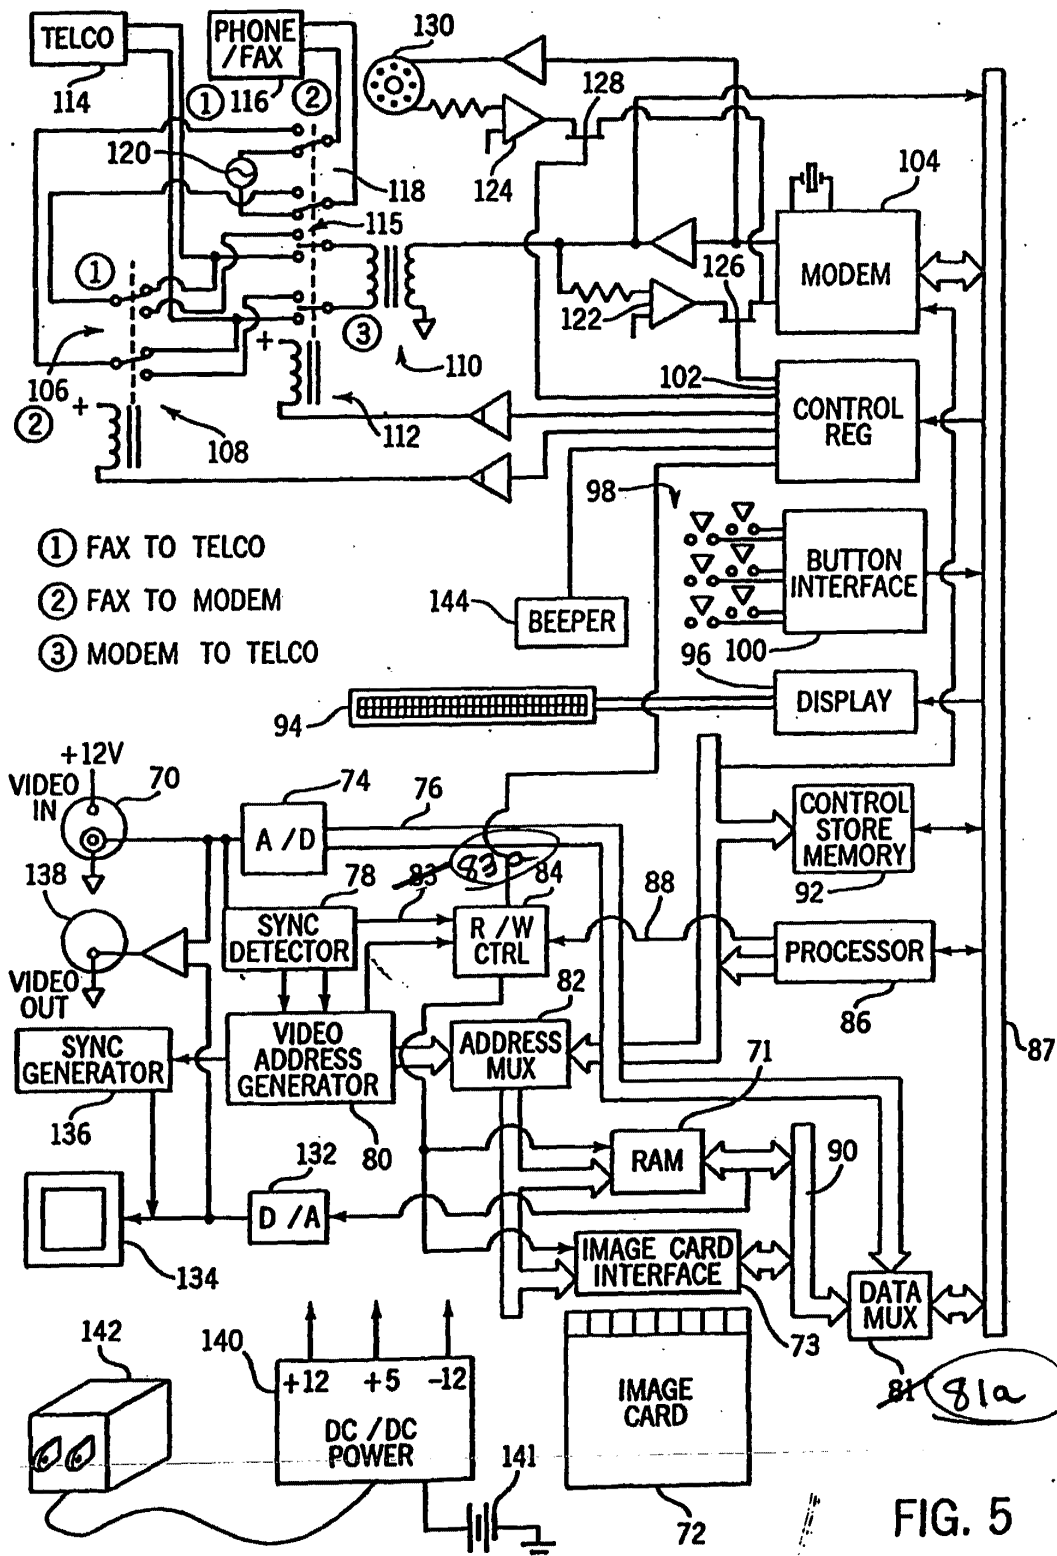 TELCO
114
PHONE
/FAX
116
1
2
130
128
120
118
115
124
104
MODEM
126
122
1
3
110
106
2
+
108
+
112
102
CONTROL
REG
98
BUTTON
INTERFACE
100
1 FAX TO TELCO
2 FAX TO MODEM
3 MODEM TO TELCO
144
BEEPER
96
DISPLAY
94
+12V
VIDEO
IN
70
74
A/D
76
83a
CONTROL
STORE
MEMORY
92
138
VIDEO
OUT
78
SYNC
DETECTOR
83
84
R/W
CTRL
88
PROCESSOR
86
82
ADDRESS
MUX
VIDEO
ADDRESS
GENERATOR
80
SYNC
GENERATOR
136
87
71
RAM
90
132
D/A
134
IMAGE CARD
INTERFACE
73
DATA
MUX
81
81a
142
140
+12 +5 -12
DC/DC
POWER
141
IMAGE
CARD
72
FIG. 5